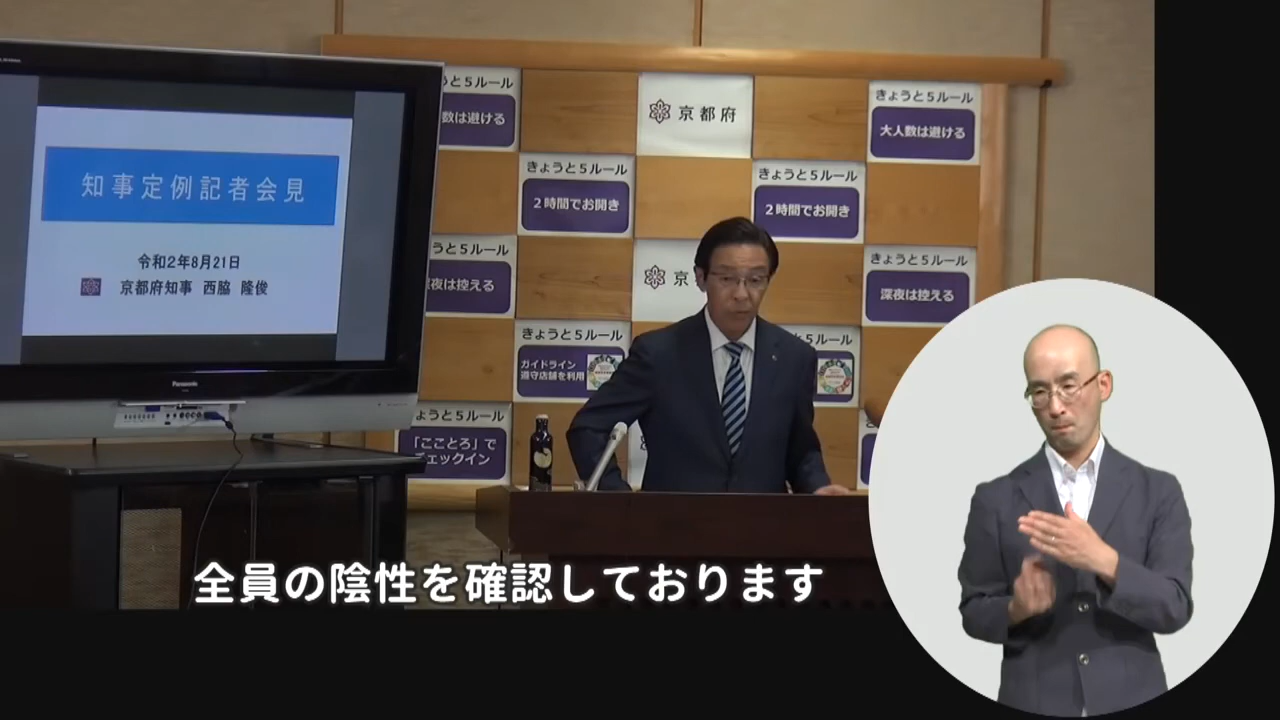 知事定例記者会見
令和2年8月21日
京都府知事 西脇 隆俊
Panasonic
うと5ルール
数は避ける
京都府
きょうと5ルール
大人数は避ける
きょうと5ルール
2時間でお開き
きょうと5ルール
2時間でお開き
うと5ルール
夜は控える
京
きょうと5ルール
深夜は控える
きょうと5ルール
ガイドライン
遵守店舗を利用
5ルール
ようと5ルール
「こことろ」で
チェックイン
全員の陰性を確認しております